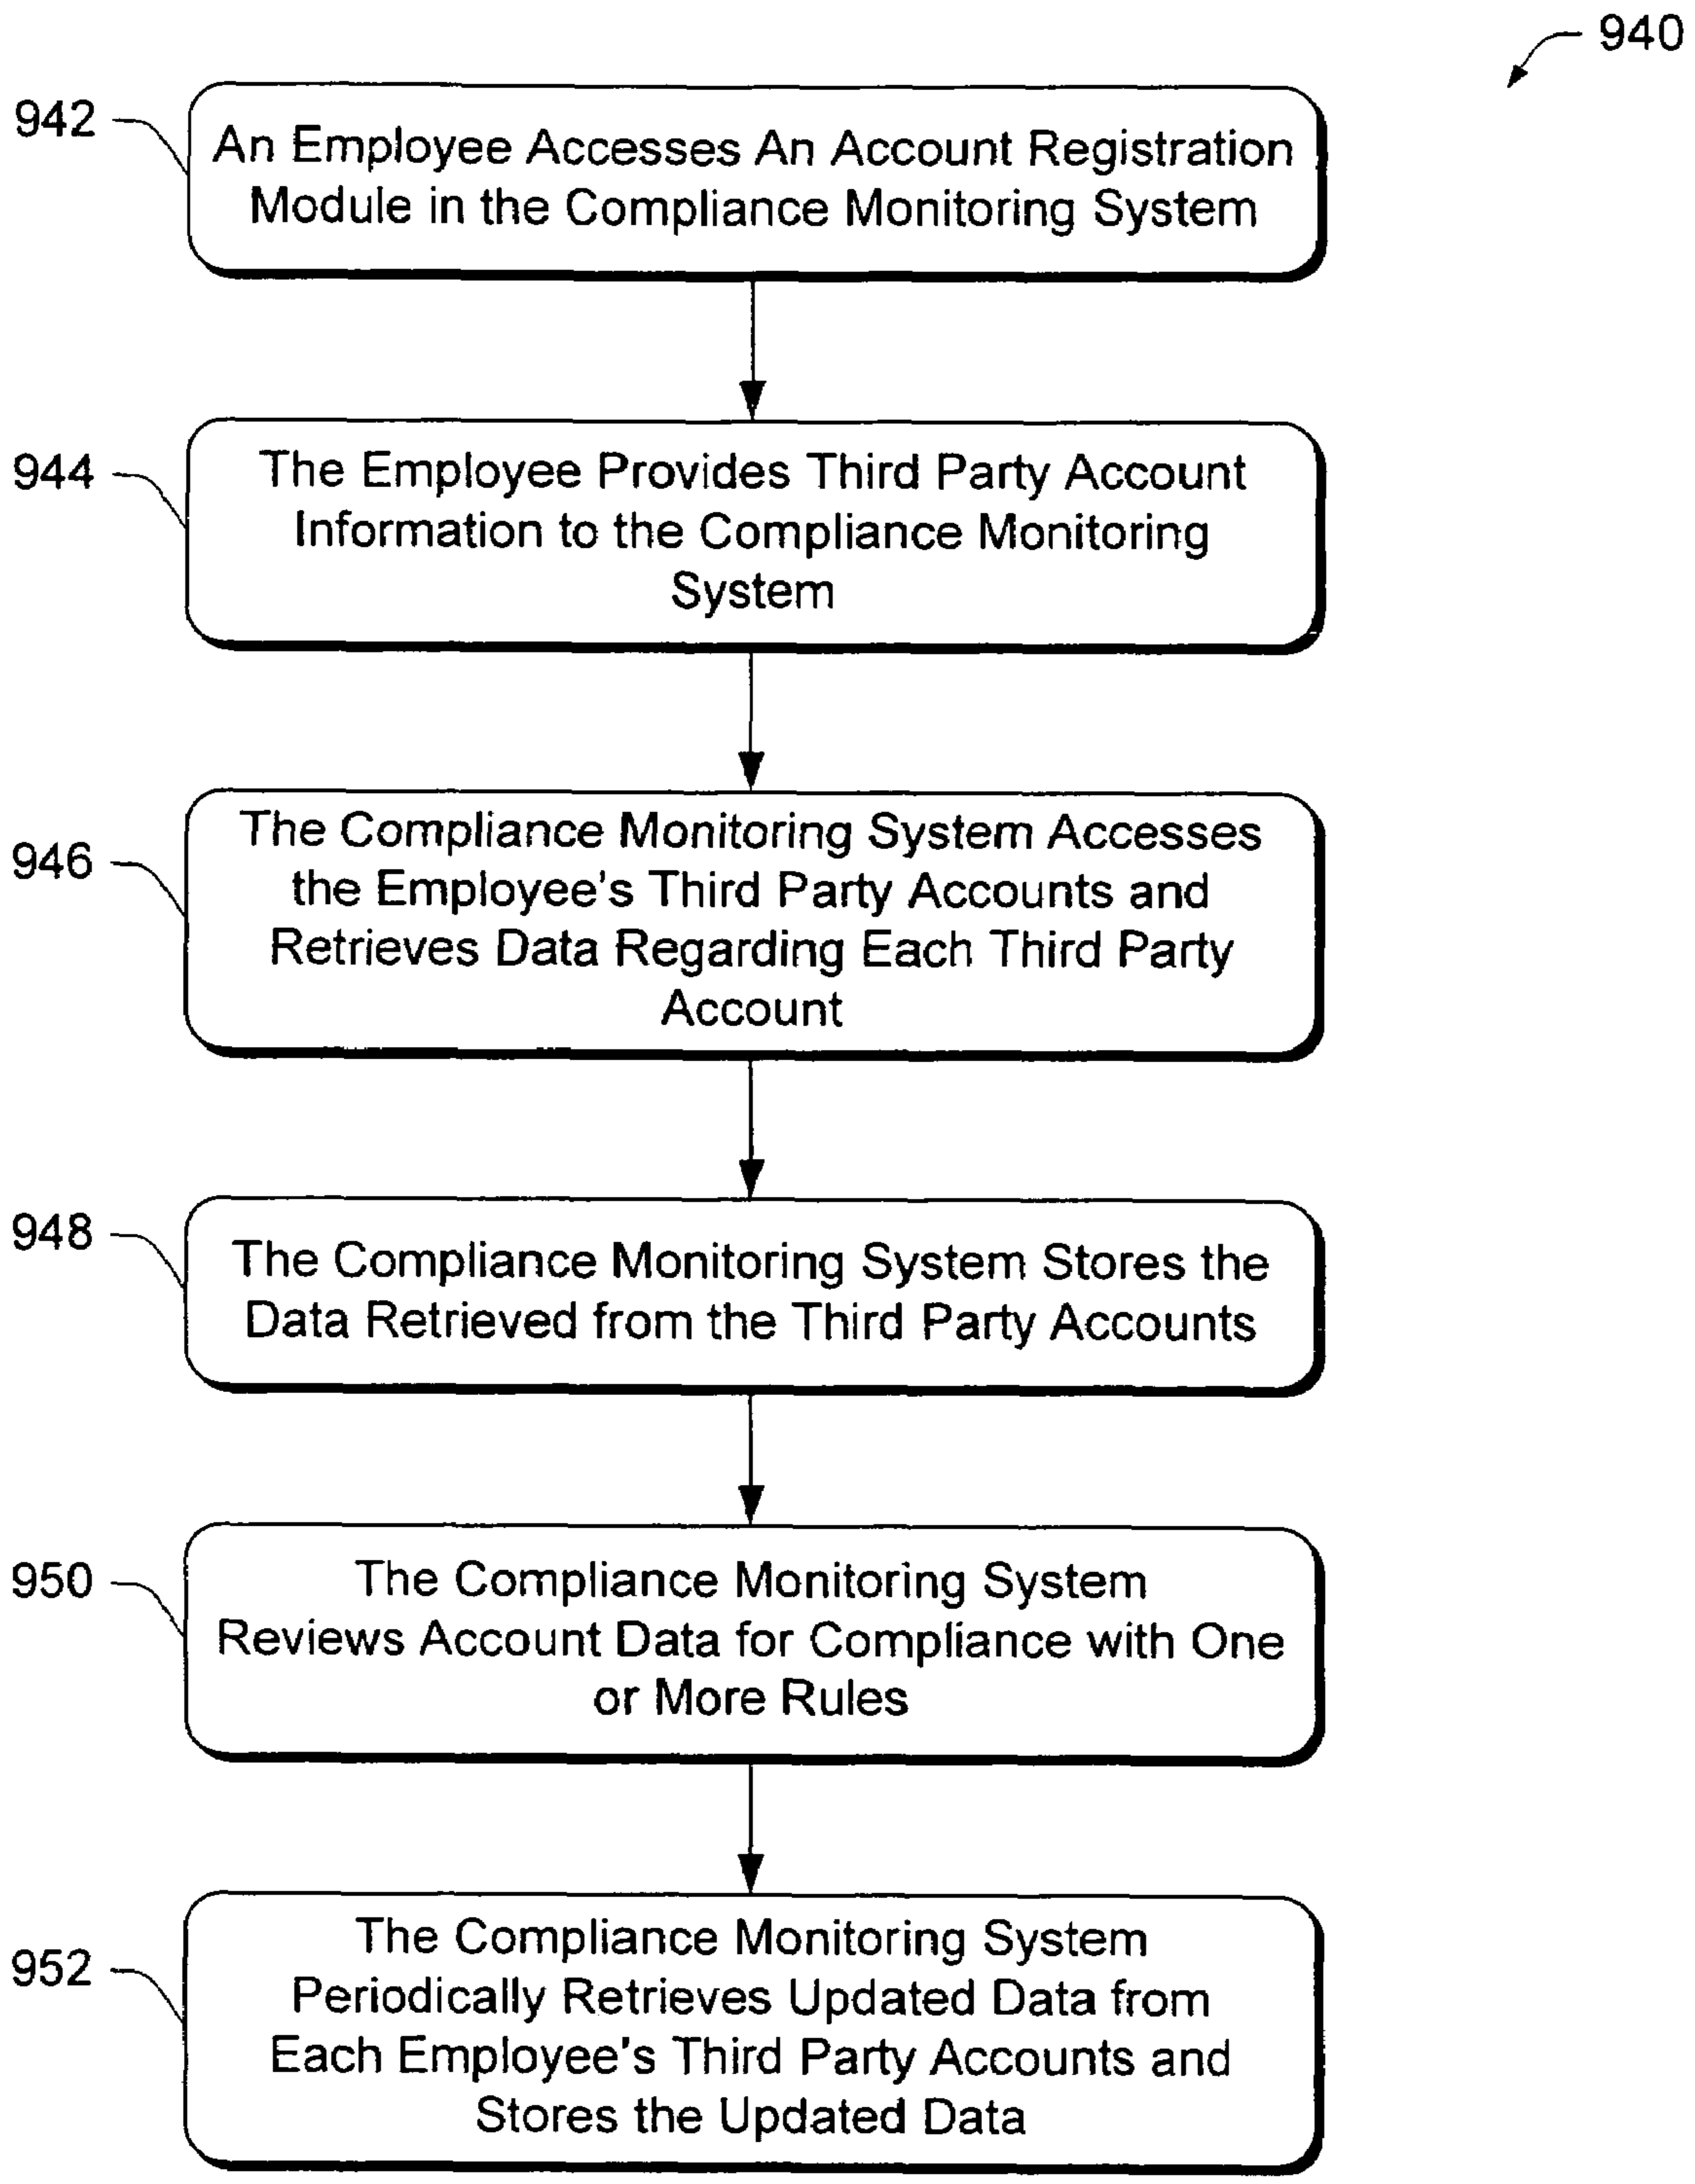 940
942
An Employee Accesses An Account Registration
Module in the Compliance Monitoring System
944
The Employee Provides Third Party Account
Information to the Compliance Monitoring
System
946
The Compliance Monitoring System Accesses
the Employee's Third Party Accounts and
Retrieves Data Regarding Each Third Party
Account
948
The Compliance Monitoring System Stores the
Data Retrieved from the Third Party Accounts
950
The Compliance Monitoring System
Reviews Account Data for Compliance with One
or More Rules
952
The Compliance Monitoring System
Periodically Retrieves Updated Data from
Each Employee's Third Party Accounts and
Stores the Updated Data